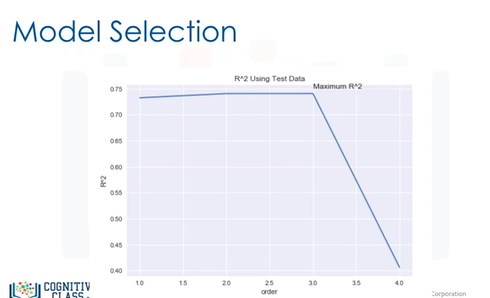 Model Selection
R^2 Using Test Data
Maximum R^2
0.75
0.70
0.65
0.60
0.55
0.50
0.45
0.40
R^2
1.0 1.5 2.0 2.5 3.0 3.5 4.0
order
COGNITIV
CLASS
Corporation